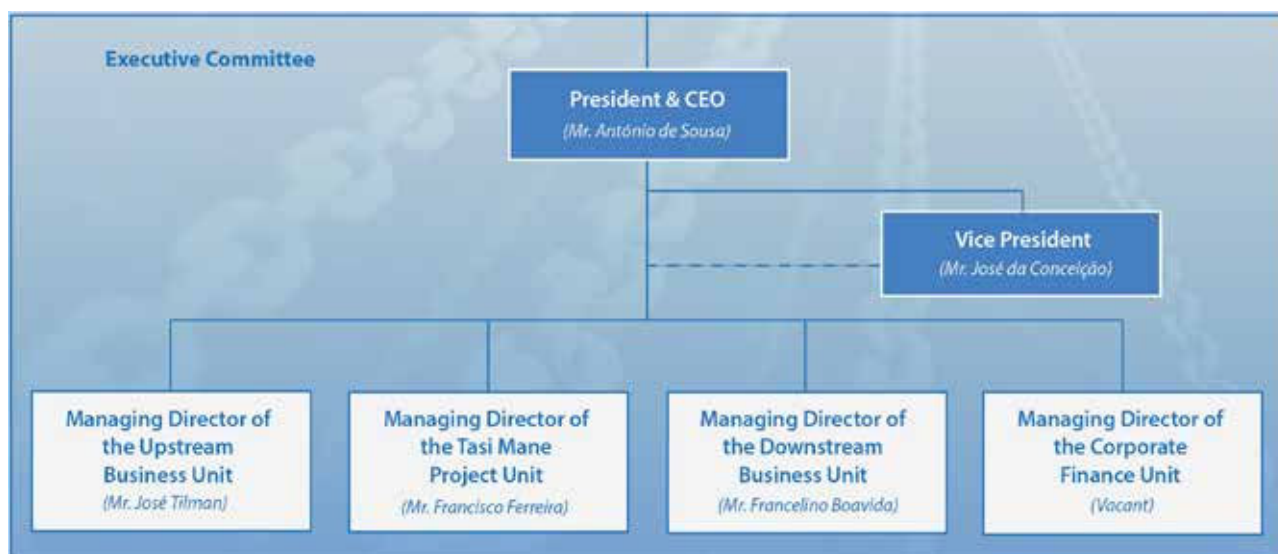 Executive Committee
President & CEO
(Mr. António de Sousa)
Vice President
(Mr. José da Conceição)
Managing Director of
the Upstream
Business Unit
(Mr. José Tilman)
Managing Director of
the Tasi Mane
Project Unit
(Mr. Francisco Ferreira)
Managing Director of
the Downstream
Business Unit
(Mr. Francelino Boavida)
Managing Director of
the Corporate
Finance Unit
(Vacant)